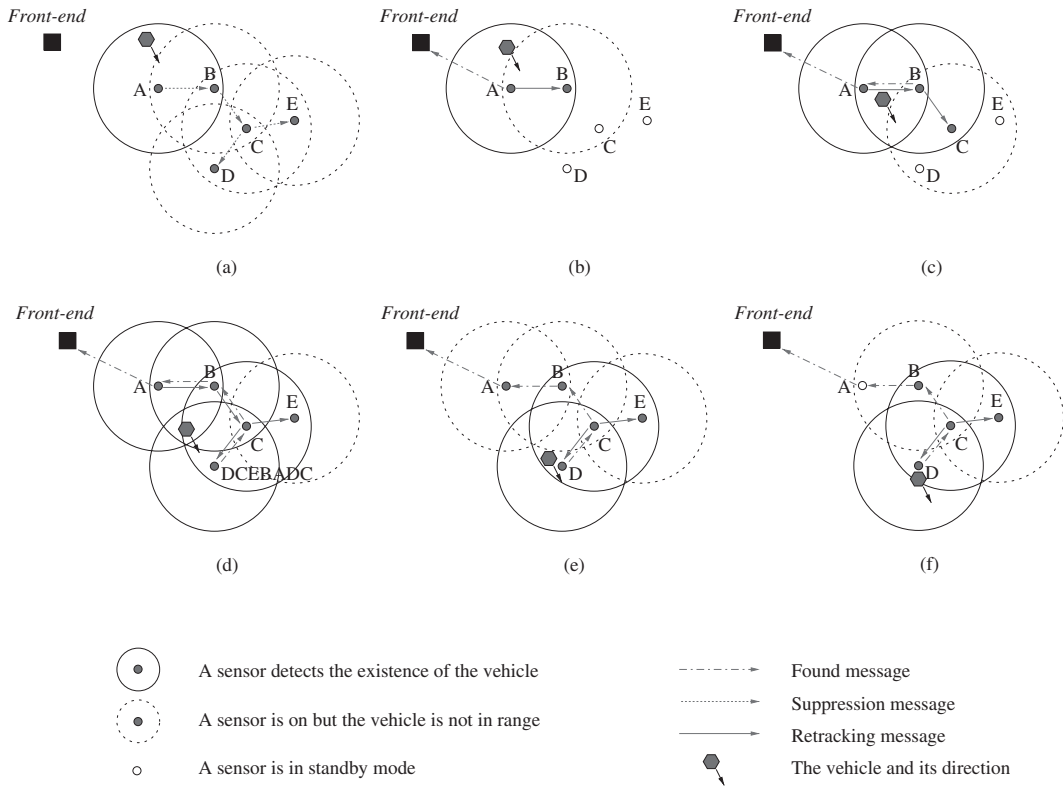 Front-end
A
B
E
C
D
(a)
Front-end
A
B
E
C
D
(b)
Front-end
A
B
E
C
D
(c)
Front-end
A
B
E
C
DCEBADC
(d)
Front-end
A
B
E
C
D
(e)
Front-end
A
B
E
C
D
(f)
A sensor detects the existence of the vehicle
A sensor is on but the vehicle is not in range
A sensor is in standby mode
Found message
Suppression message
Retracking message
The vehicle and its direction